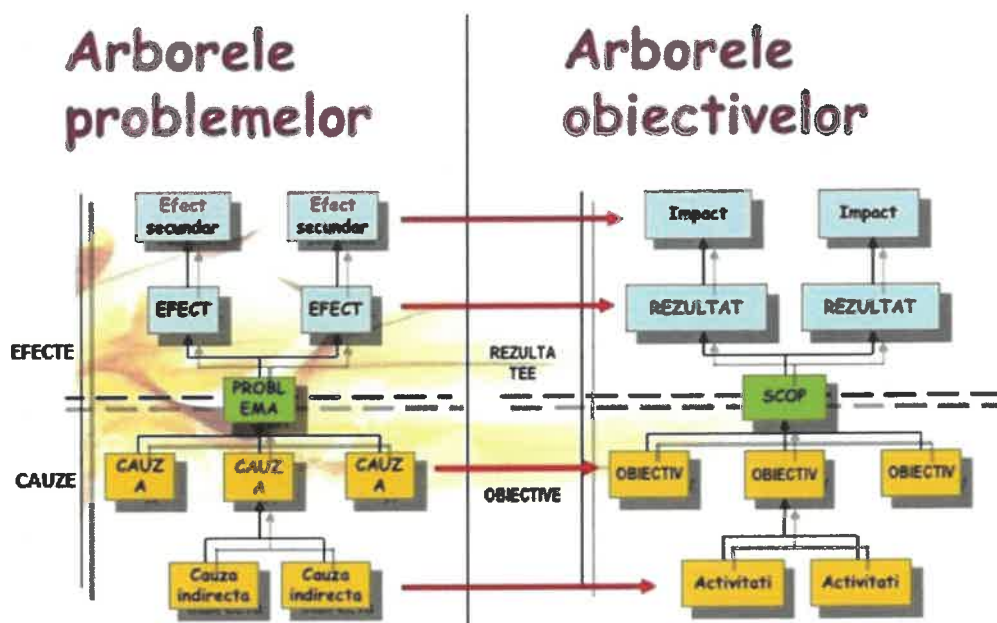 Arborele
problemelor
Arborele
obiectivelor
Efect
secundar
Efect
secundar
Impact
Impact
EFECT
EFECT
REZULTAT
REZULTAT
EFECTE
REZULTA
TEE
PROBL
EMA
SCOP
CAUZE
CAUZ
A
CAUZ
A
CAUZ
A
OBIECTIVE
OBIECTIV
OBIECTIV
OBIECTIV
Cauza
indirecta
Cauza
indirecta
Activitati
Activitati